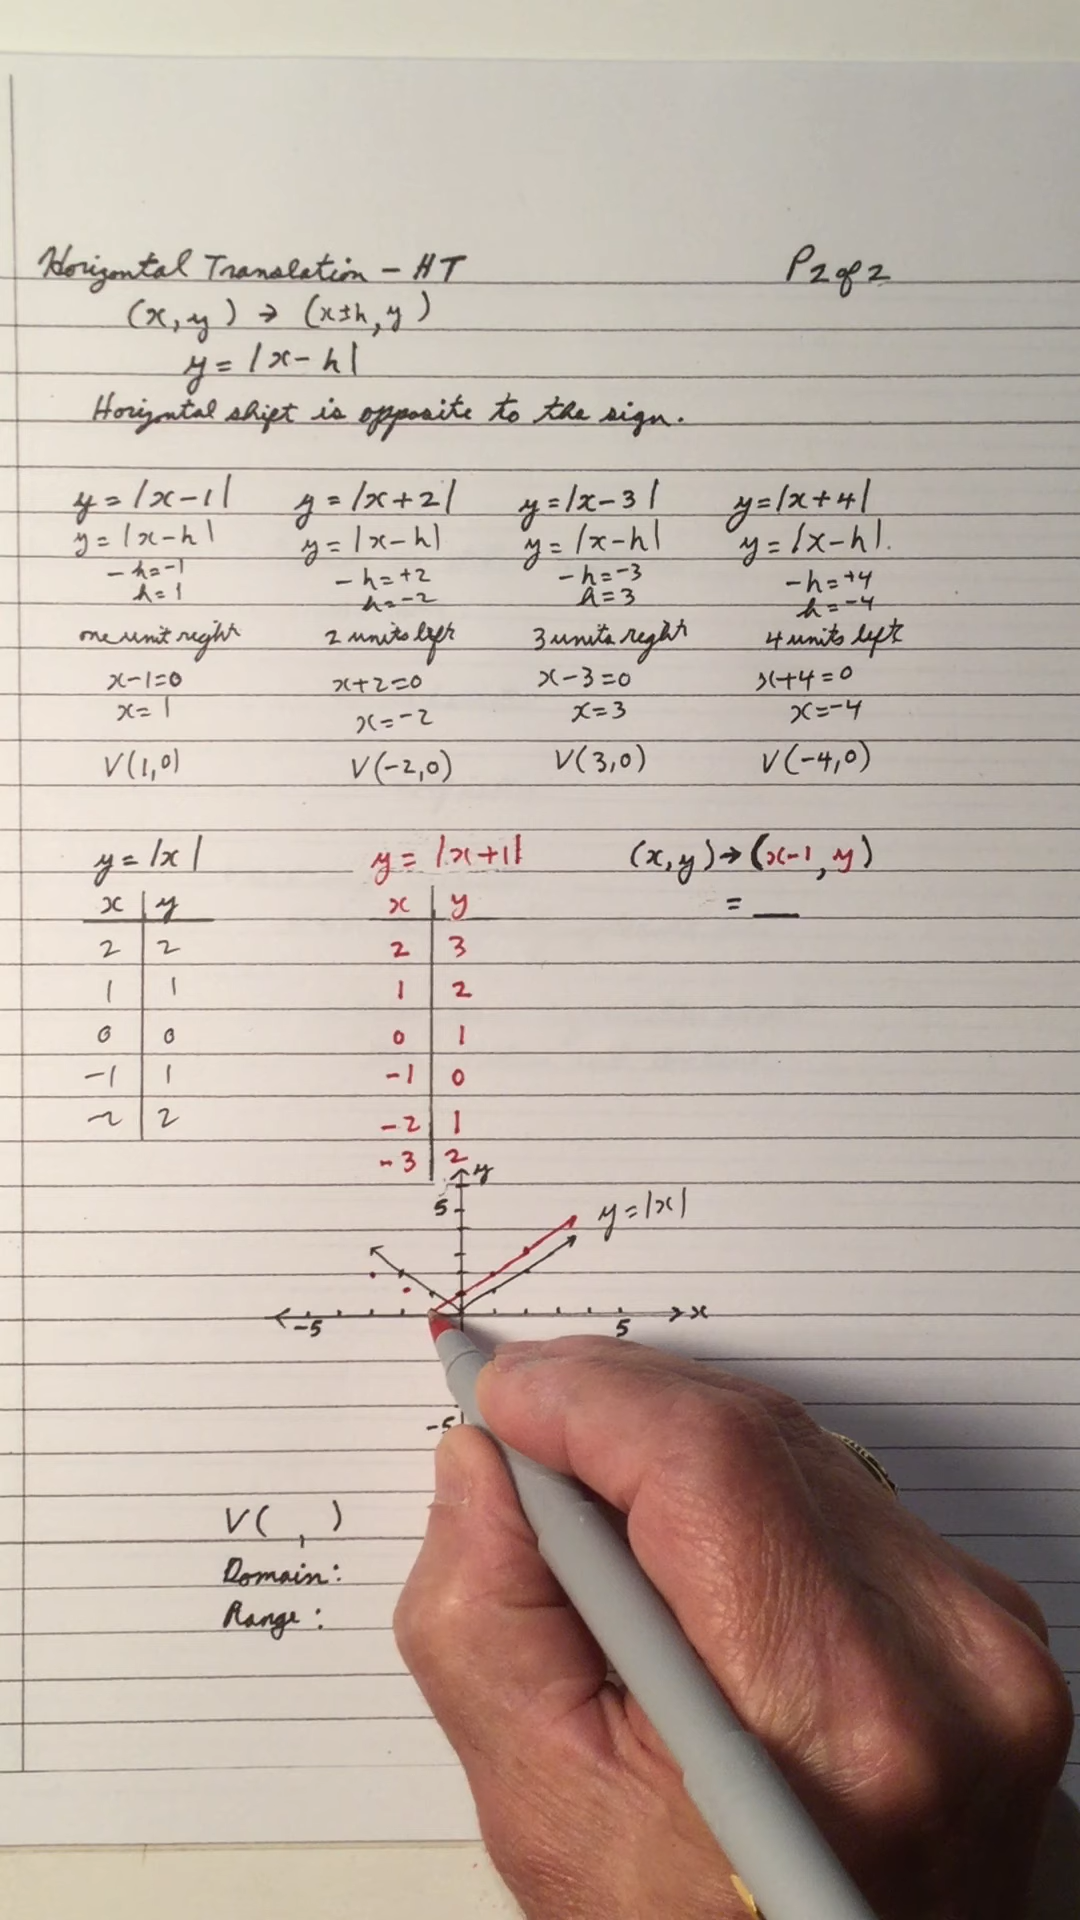 Horizontal Translation - HT P2 of 2
(x, y) → (x±h, y)
y = |x - h|
Horizontal shift is opposite to the sign.
y = |x-1| y = |x+2| y = |x-3| y = |x+4|
y = |x-h| y = |x-h| y = |x-h| y = |x-h|.
-h=-1 -h=+2 -h=-3 -h=+4
h=1 h=-2 h=3 h=-4
one unit right 2 units left 3 units right 4 units left
x-1=0 x+2=0 x-3=0 x+4=0
x=1 x=-2 x=3 x=-4
V(1,0) V(-2,0) V(3,0) V(-4,0)
y = |x| y = |x+1| (x, y) → (x-1, y)
x y x y = __
2 2 2 3
1 1 1 2
0 0 0 1
-1 1 -1 0
-2 2 -2 1
-3 2
y
5 y = |x|
-5 5 x
-5
V( , )
Domain:
Range: